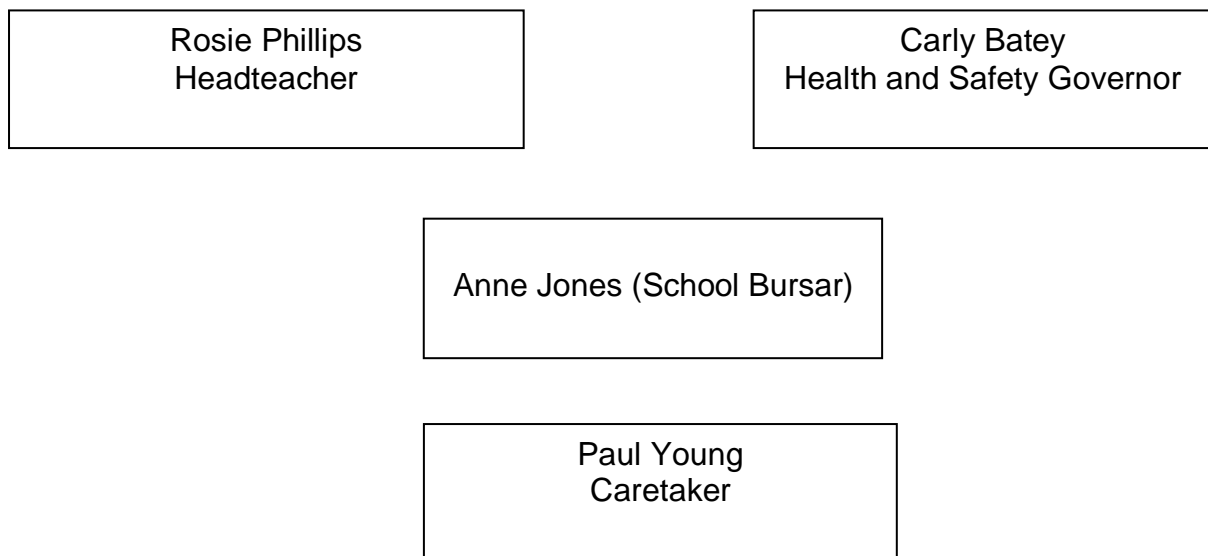 Rosie Phillips
Headteacher
Carly Batey
Health and Safety Governor
Anne Jones (School Bursar)
Paul Young
Caretaker